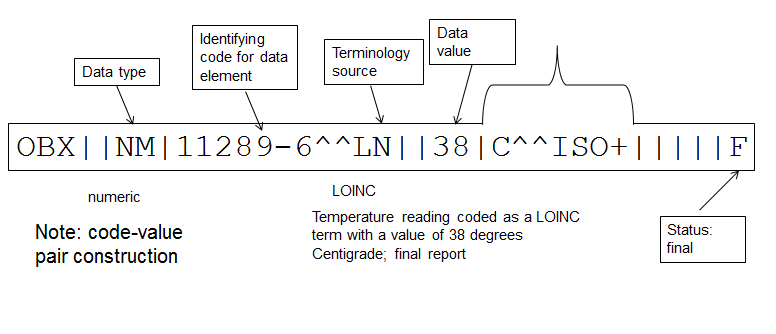 Identifying
code for data
element
Data type
Terminology
source
Data
value
OBX||NM|11289-6^^LN||38|C^^ISO+|||||F
numeric
LOINC
Note: code-value
pair construction
Temperature reading coded as a LOINC
term with a value of 38 degrees
Centigrade; final report
Status:
final